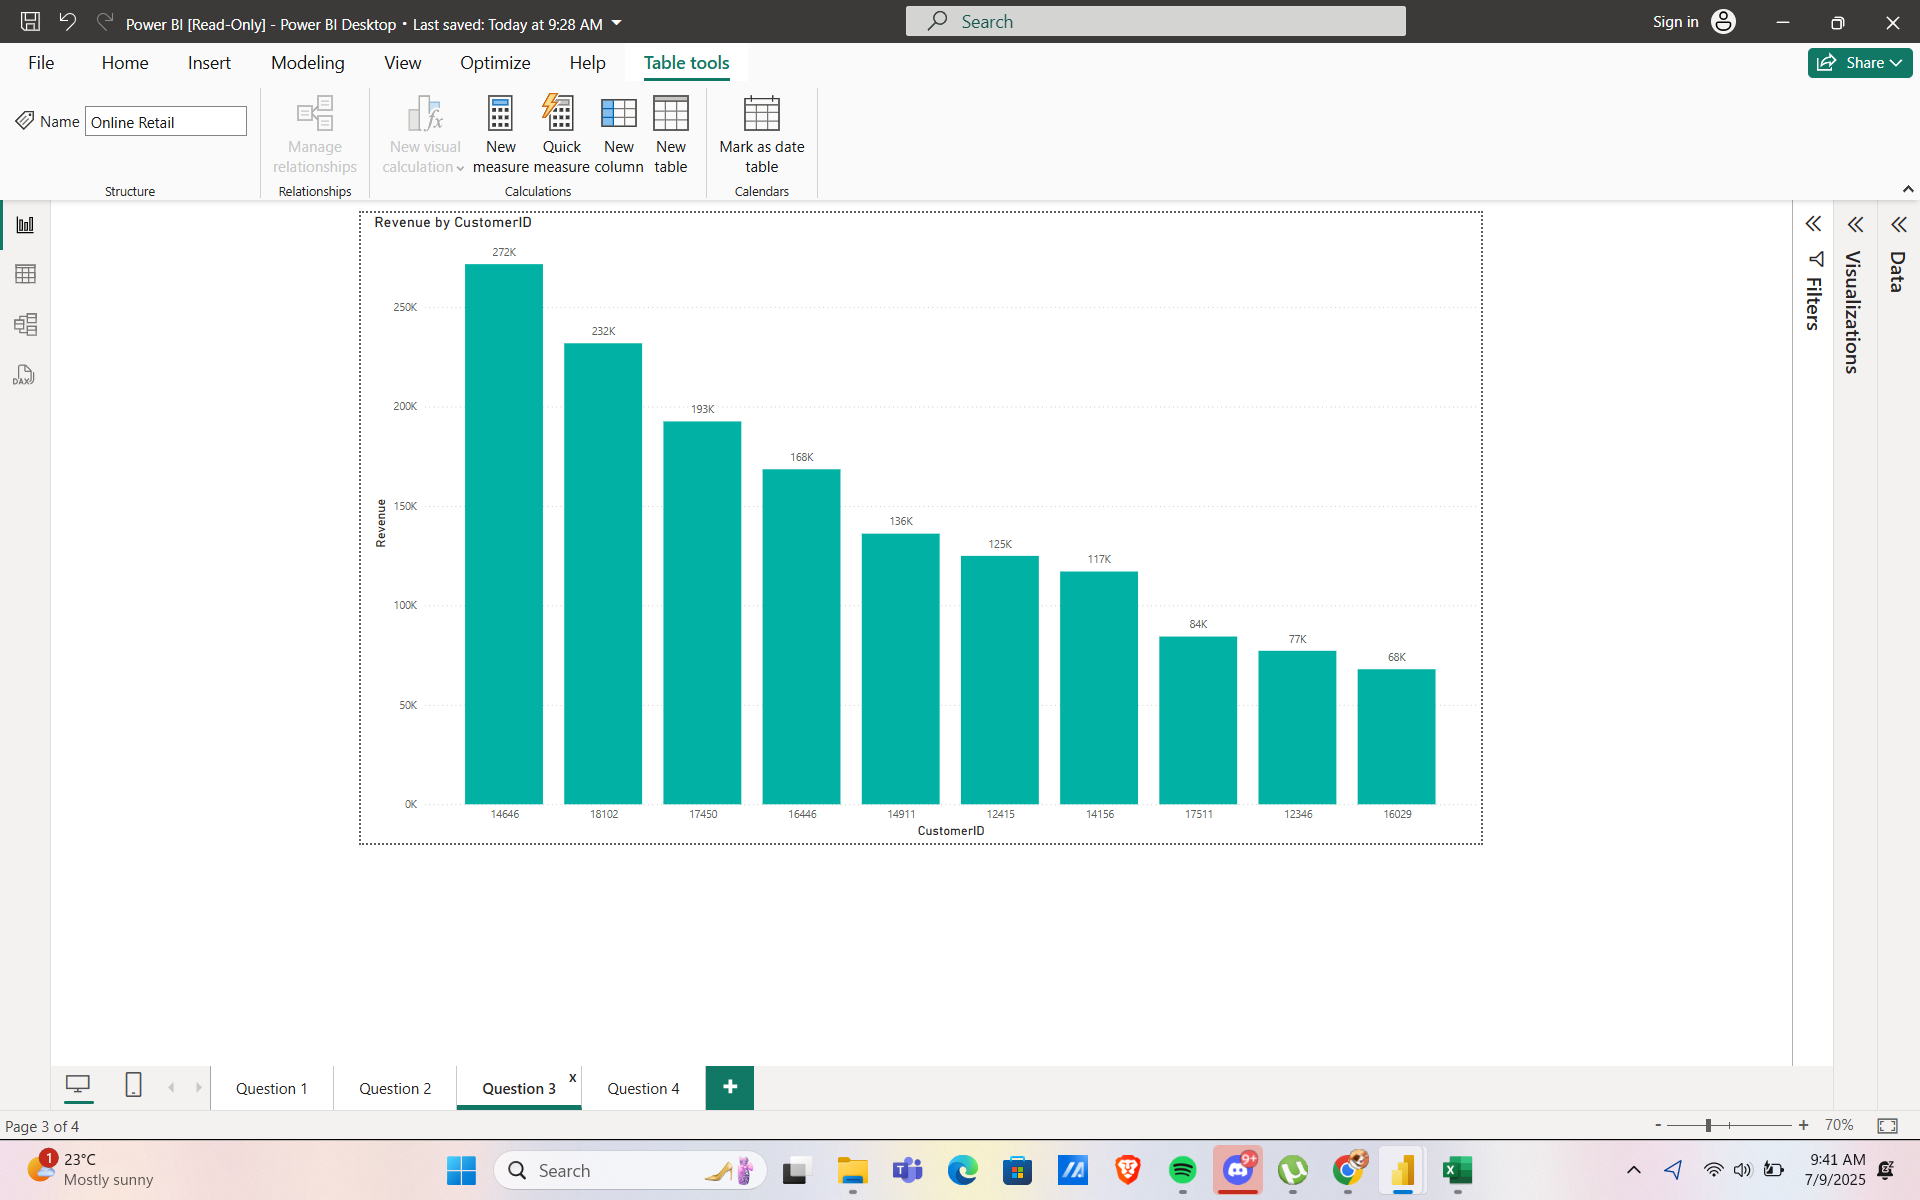 Power BI [Read-Only] - Power BI Desktop • Last saved: Today at 9:28 AM
Search
Sign in
File Home Insert Modeling View Optimize Help Table tools
Share
Name Online Retail
Manage relationships
New visual calculation
New measure
Quick measure
New column
New table
Mark as date table
Structure Relationships Calculations Calendars
DAX
Revenue by CustomerID
272K
250K
232K
200K
193K
168K
150K
136K
125K
117K
100K
84K
77K
68K
50K
0K
Revenue
14646 18102 17450 16446 14911 12415 14156 17511 12346 16029
CustomerID
Filters
Visualizations
Data
Question 1 Question 2 Question 3 x Question 4 +
Page 3 of 4
- + 70%
1
23°C
Mostly sunny
Search
9+
9:41 AM
7/9/2025